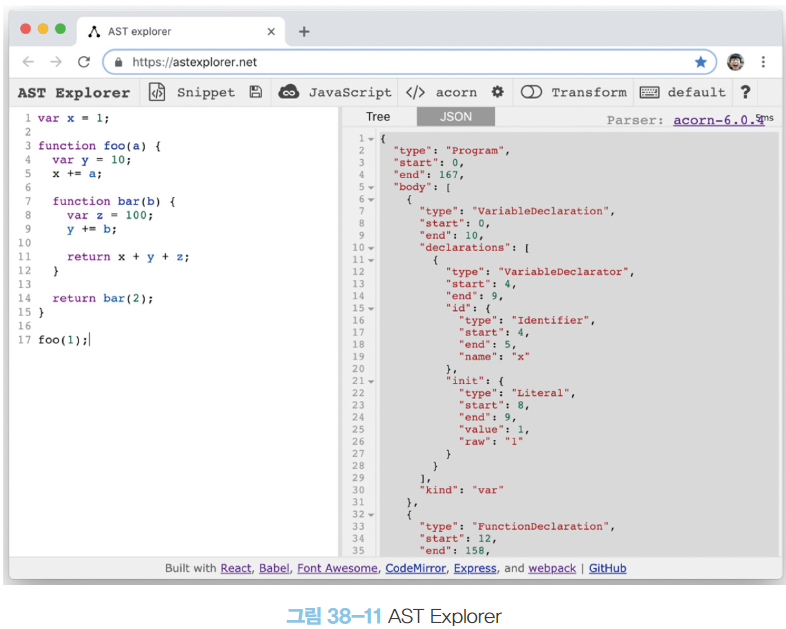 AST explorer
https://astexplorer.net
AST Explorer Snippet JavaScript </> acorn Transform default ?
Tree JSON Parser: acorn-6.0.4 5ms
1 var x = 1;
2
3 function foo(a) {
4 var y = 10;
5 x += a;
6
7 function bar(b) {
8 var z = 100;
9 y += b;
10
11 return x + y + z;
12 }
13
14 return bar(2);
15 }
16
17 foo(1);
1 {
2 "type": "Program",
3 "start": 0,
4 "end": 167,
5 "body": [
6 {
7 "type": "VariableDeclaration",
8 "start": 0,
9 "end": 10,
10 "declarations": [
11 {
12 "type": "VariableDeclarator",
13 "start": 4,
14 "end": 9,
15 "id": {
16 "type": "Identifier",
17 "start": 4,
18 "end": 5,
19 "name": "x"
20 },
21 "init": {
22 "type": "Literal",
23 "start": 8,
24 "end": 9,
25 "value": 1,
26 "raw": "1"
27 }
28 }
29 ],
30 "kind": "var"
31 },
32 {
33 "type": "FunctionDeclaration",
34 "start": 12,
35 "end": 158,
Built with React, Babel, Font Awesome, CodeMirror, Express, and webpack | GitHub
그림 38-11 AST Explorer